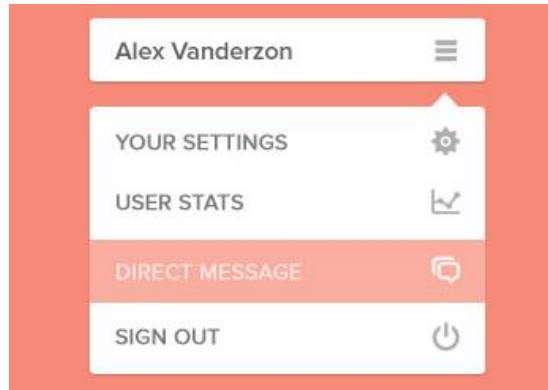 Alex Vanderzon
YOUR SETTINGS
USER STATS
DIRECT MESSAGE
SIGN OUT